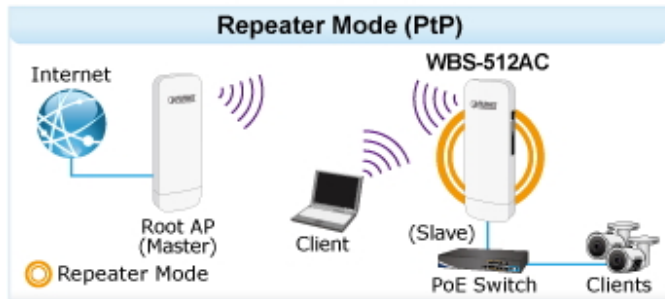 Repeater Mode (PtP)
Internet
WBS-512AC
Root AP
(Master)
Client
(Slave)
Repeater Mode
PoE Switch
Clients